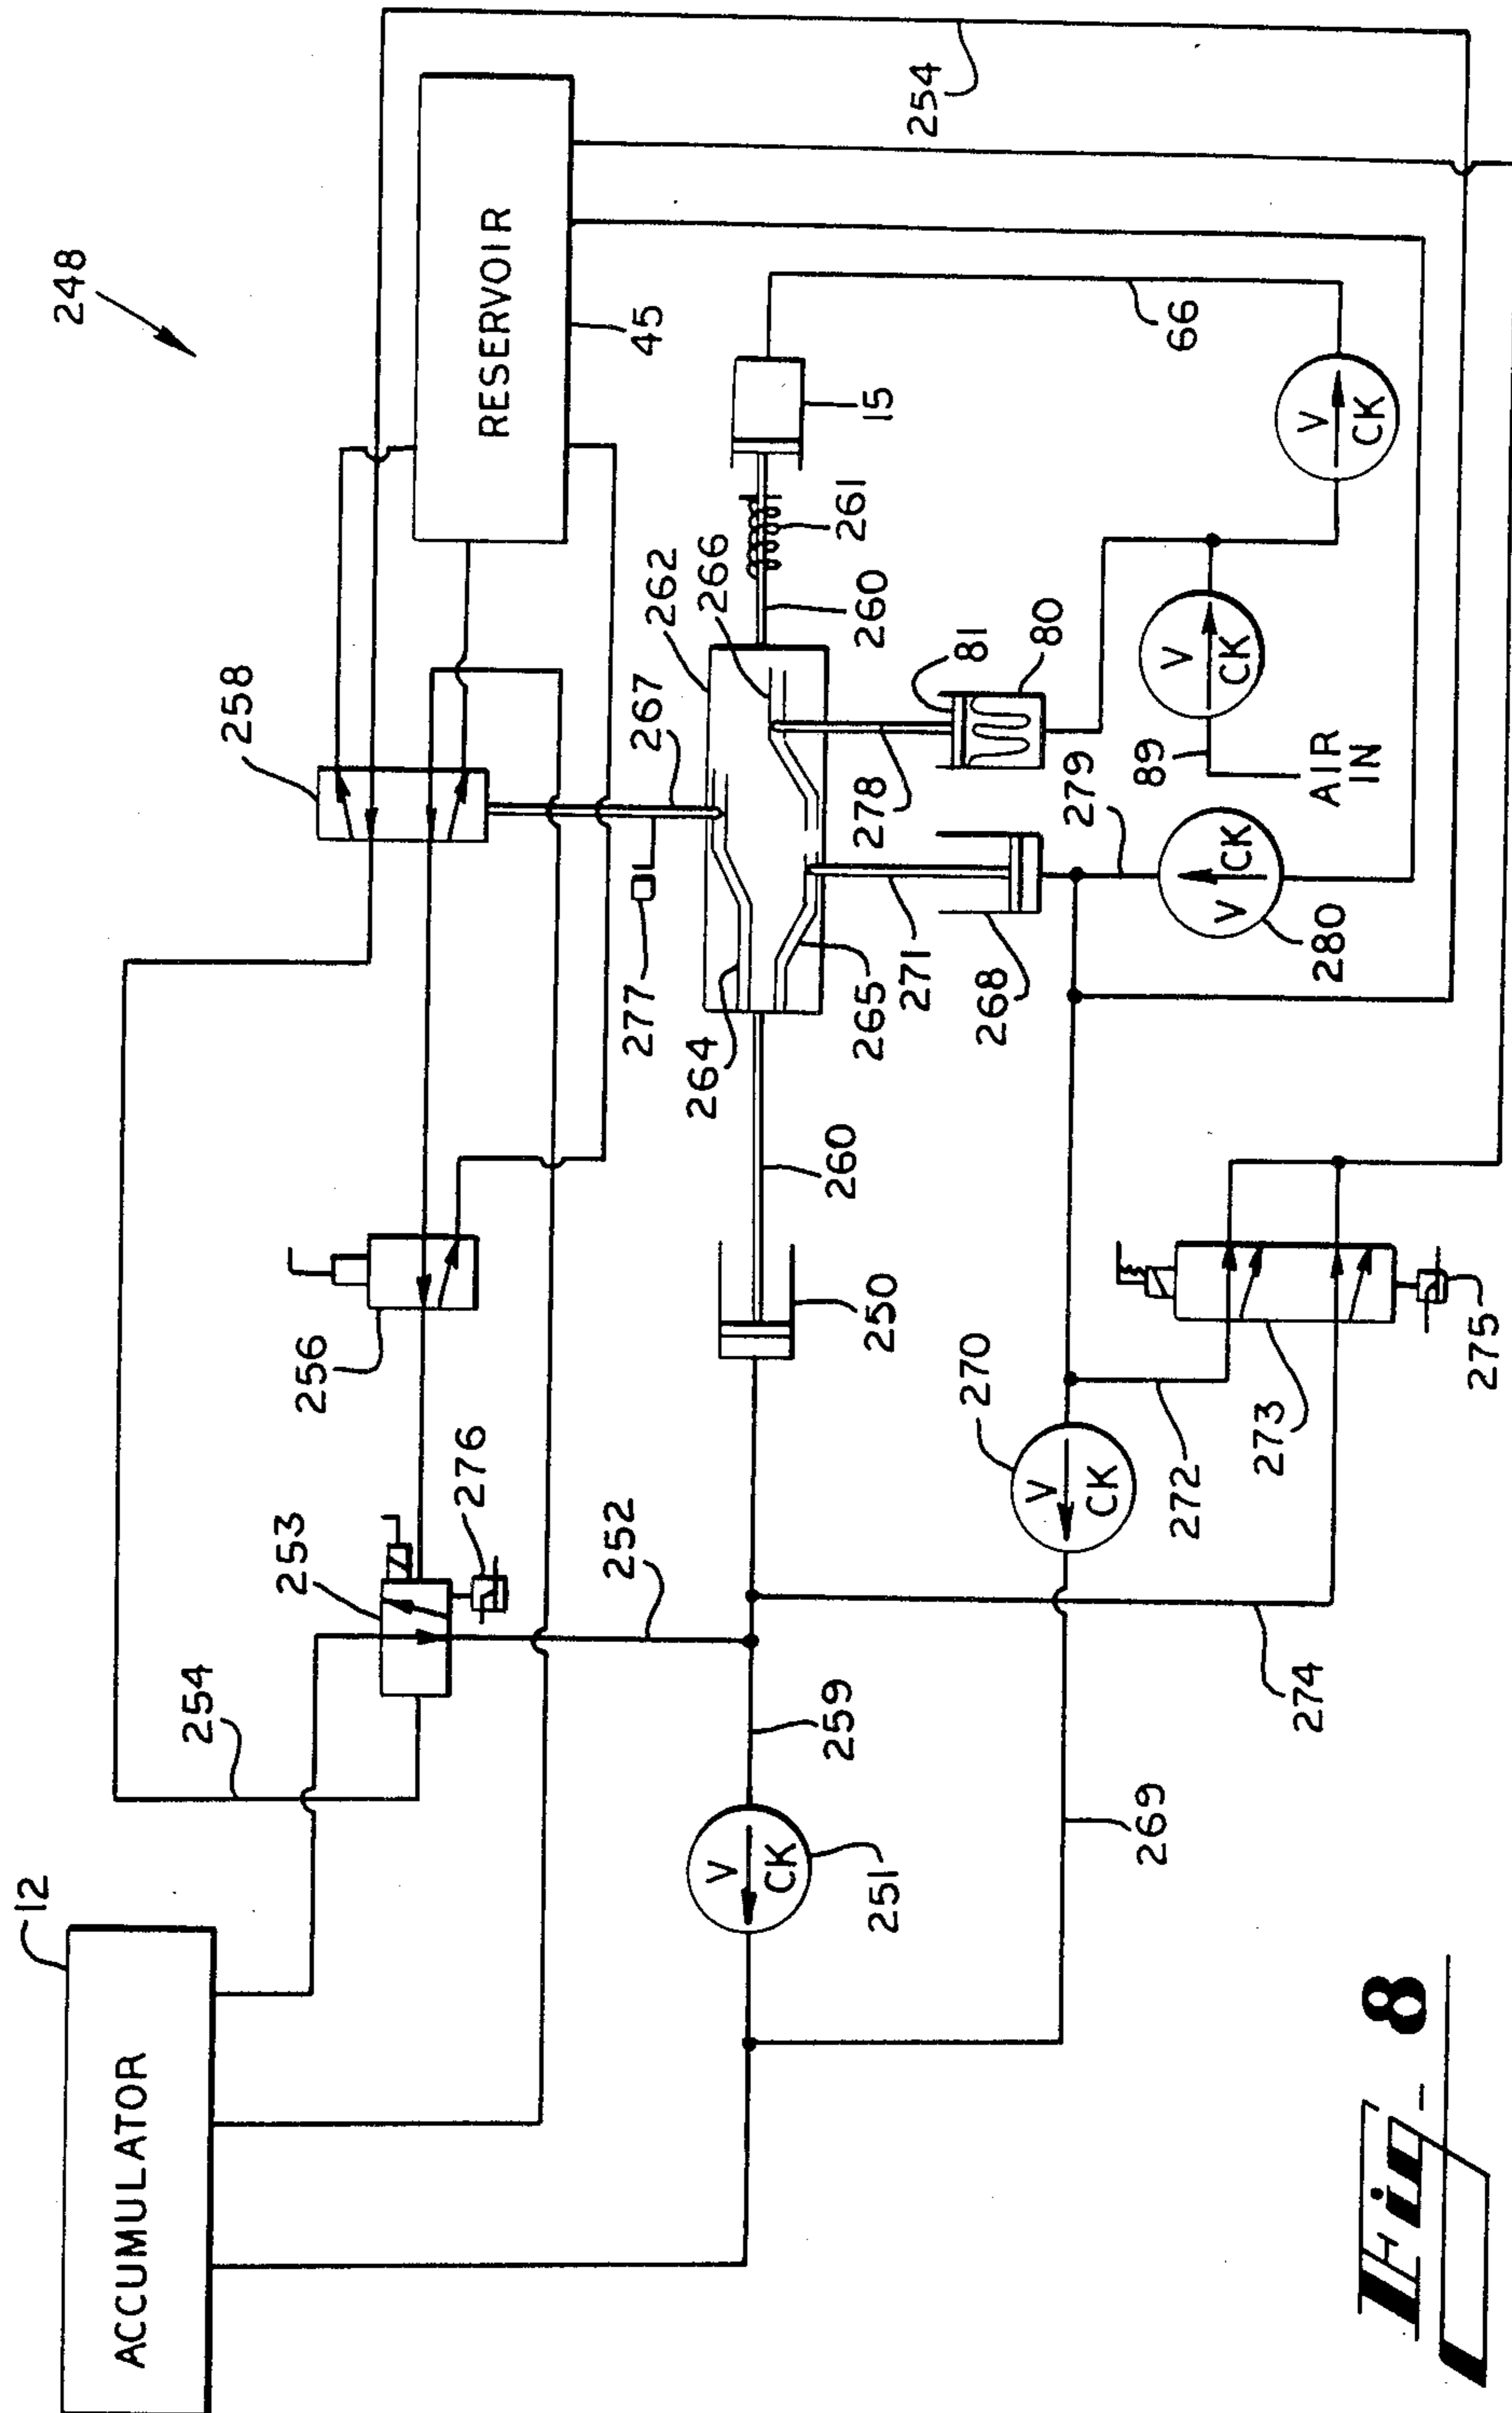 248
254
258
RESERVOIR
45
262
266
261
15
66
267
260
81
80
278
89
AIR
IN
V
CK
V
CK
279
V
CK
280
277
264
265
271
268
256
260
250
270
V
CK
272
273
275
253
276
252
254
259
V
CK
251
274
269
12
ACCUMULATOR
Fig_8